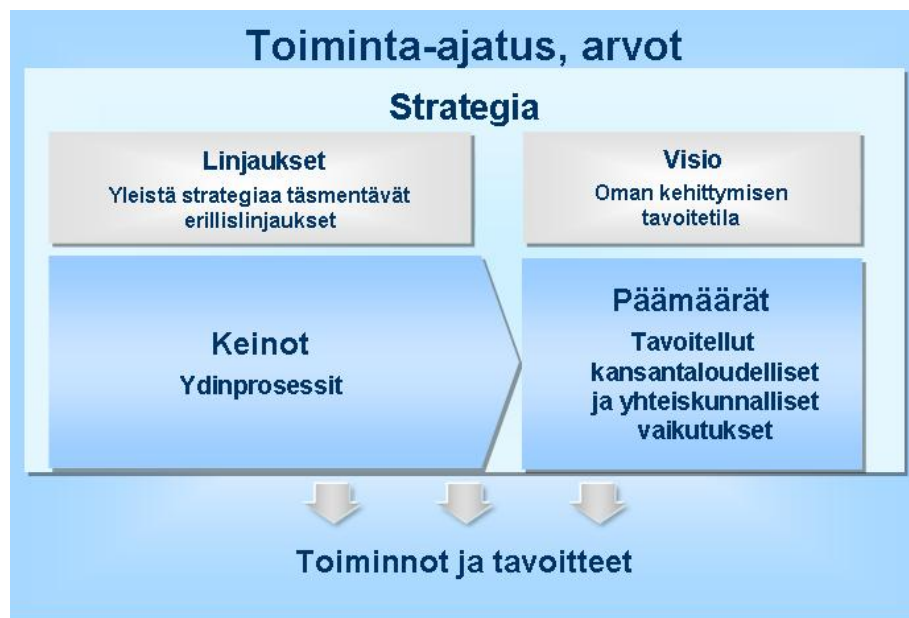 Toiminta-ajatus, arvot
Strategia
Linjaukset
Yleistä strategiaa täsmentävät
erillislinjaukset
Visio
Oman kehittymisen
tavoitetila
Keinot
Ydinprosessit
Päämäärät
Tavoitellut
kansantaloudelliset
ja yhteiskunnalliset
vaikutukset
Toiminnot ja tavoitteet